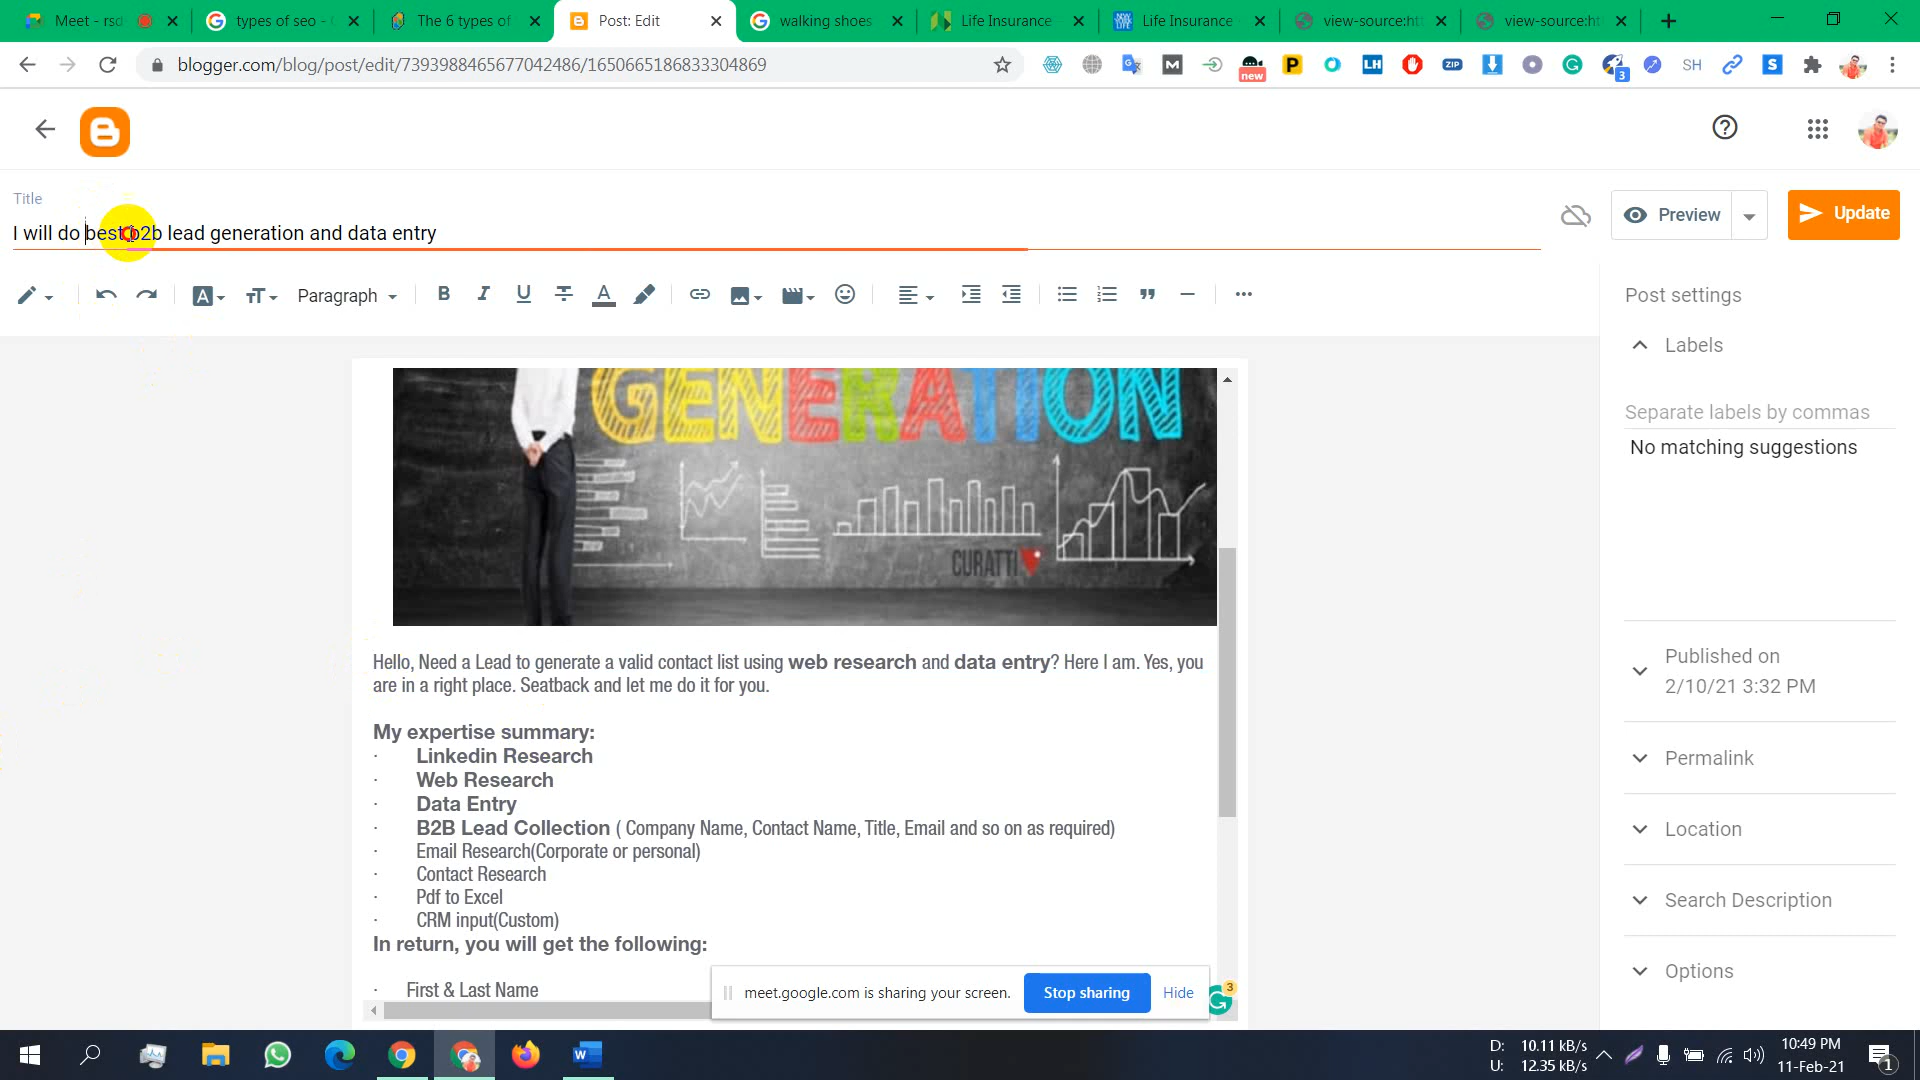 Meet - rsd
types of seo -
The 6 types of
Post: Edit
walking shoes
Life Insurance
Life Insurance
view-source:ht
view-source:ht
blogger.com/blog/post/edit/7393988465677042486/1650665186833304869
new
P
M
LH
ZIP
3
SH
S
Title
I will do best b2b lead generation and data entry
Preview
Update
Paragraph
Post settings
Labels
Separate labels by commas
No matching suggestions
Published on
2/10/21 3:32 PM
Permalink
Location
Search Description
Options
GENERATION
CURATTI
Hello, Need a Lead to generate a valid contact list using web research and data entry? Here I am. Yes, you
are in a right place. Seatback and let me do it for you.
My expertise summary:
· Linkedin Research
· Web Research
· Data Entry
· B2B Lead Collection ( Company Name, Contact Name, Title, Email and so on as required)
· Email Research(Corporate or personal)
· Contact Research
· Pdf to Excel
· CRM input(Custom)
In return, you will get the following:
· First & Last Name
meet.google.com is sharing your screen.
Stop sharing
Hide
3
D: 10.11 kB/s
U: 12.35 kB/s
10:49 PM
11-Feb-21
1